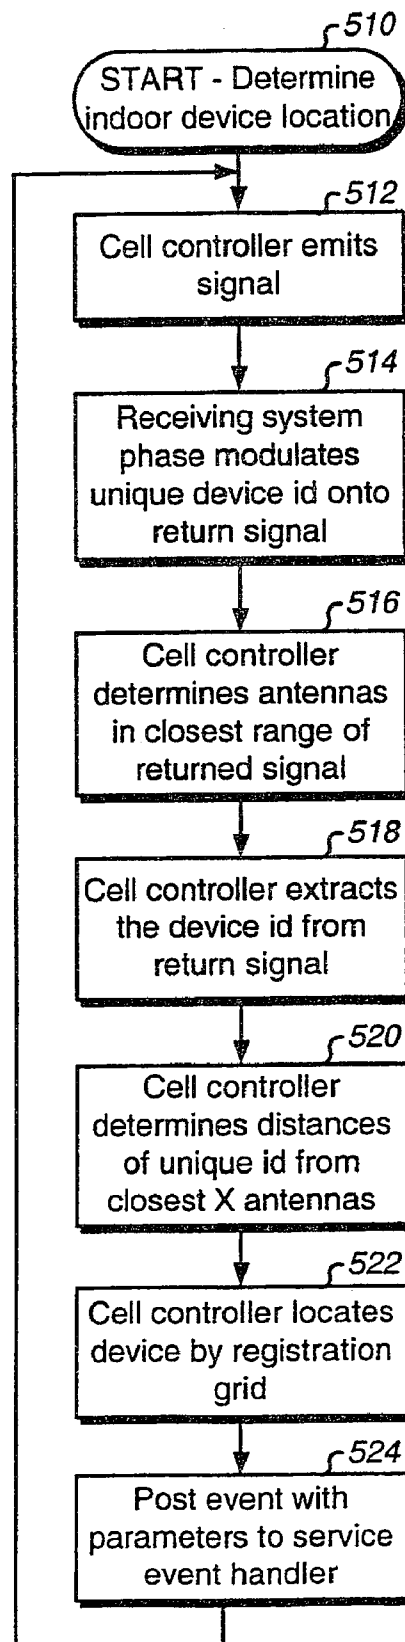 510
START - Determine
indoor device location
512
Cell controller emits
signal
514
Receiving system
phase modulates
unique device id onto
return signal
516
Cell controller
determines antennas
in closest range of
returned signal
518
Cell controller extracts
the device id from
return signal
520
Cell controller
determines distances
of unique id from
closest X antennas
522
Cell controller locates
device by registration
grid
524
Post event with
parameters to service
event handler